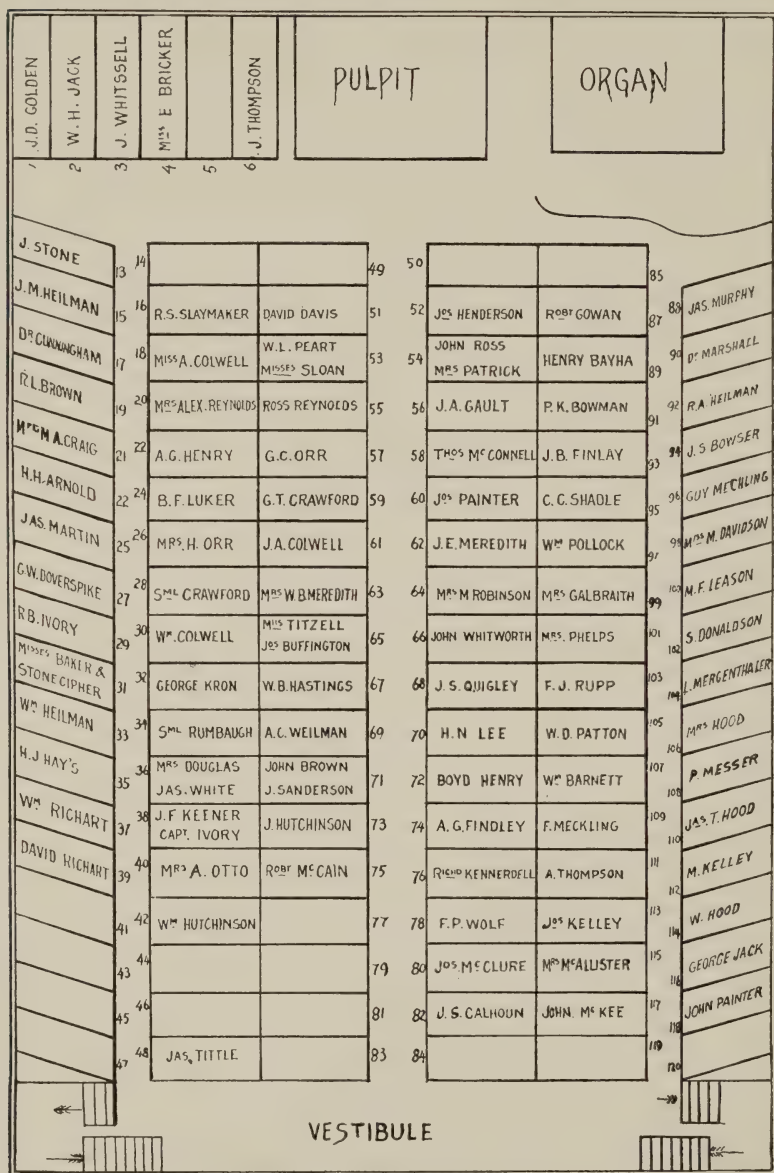 PULPIT
ORGAN
J.D. GOLDEN
W. H. JACK
J. WHITSSELL
Miss E BRICKER
J. THOMPSON
1
2
3
4
5
6
J. STONE 13
J.M. HEILMAN 15
Dr CUNNINGHAM 17
R.L. BROWN 19
M. A. CRAIG 21
H.H. ARNOLD 22
JAS. MARTIN 25
G.W. DOVERSPIKE 27
R.B. IVORY 29
MISSES BAKER &
STONECIPHER 31
Wm HEILMAN 33
H.J HAY'S 35
Wm RICHART 37
DAVID RICHART 39
41
43
45
47
14 49
16 R.S. SLAYMAKER DAVID DAVIS 51
18 Miss A. COLWELL W.L. PEART
MISSES SLOAN 53
20 Mrs ALEX. REYNOLDS ROSS REYNOLDS 55
22 A.G. HENRY G.C. ORR 57
24 B.F. LUKER G.T. CRAWFORD 59
26 MRS. H. ORR J.A. COLWELL 61
28 SML CRAWFORD MRS W.B. MEREDITH 63
30 Wm. COLWELL TITZELL
Jos BUFFINGTON 65
32 GEORGE KRON W.B. HASTINGS 67
34 SML RUMBAUGH A.C. WEILMAN 69
36 MRS DOUGLAS JOHN BROWN
JAS. WHITE J. SANDERSON 71
38 J.F KEENER J. HUTCHINSON 73
CAPT. IVORY
40 MRS A. OTTO ROBT McCAIN 75
42 Wm HUTCHINSON 77
44 79
46 81
48 JAS. TITTLE 83
50 85
52 Jos HENDERSON ROBT GOWAN 87
54 JOHN ROSS
MRS PATRICK HENRY BAYHA 89
56 J.A. GAULT P.K. BOWMAN 91
58 THOS McCONNELL J.B. FINLAY 93
60 Jos PAINTER C.C. SHADLE 95
62 J.E. MEREDITH Wm POLLOCK 97
64 MRS M ROBINSON MRS GALBRAITH 99
66 JOHN WHITWORTH MRS. PHELPS 101
68 J.S. QUIGLEY F.J. RUPP 103
70 H.N LEE W.D. PATTON 105
72 BOYD HENRY Wm BARNETT 107
74 A.G. FINDLEY F. MECKLING 109
76 RICHD KENNERDELL A. THOMPSON 111
78 F.P. WOLF Jos KELLEY 113
80 JOS. McCLURE MRS McALLISTER 115
82 J.S. CALHOUN JOHN. McKEE 117
84 119
88 JAS. MURPHY
90 Dr MARSHALL
92 R.A. HEILMAN
94 J.S BOWSER
96 GUY MECHLING
98 M. DAVIDSON
100 M.F. LEASON
102 S. DONALDSON
104 L. MERGENTHALER
106 MRS HOOD
108 P. MESSER
110 JAS. T. HOOD
112 M. KELLEY
114 W. HOOD
116 GEORGE JACK
118 JOHN PAINTER
120
VESTIBULE